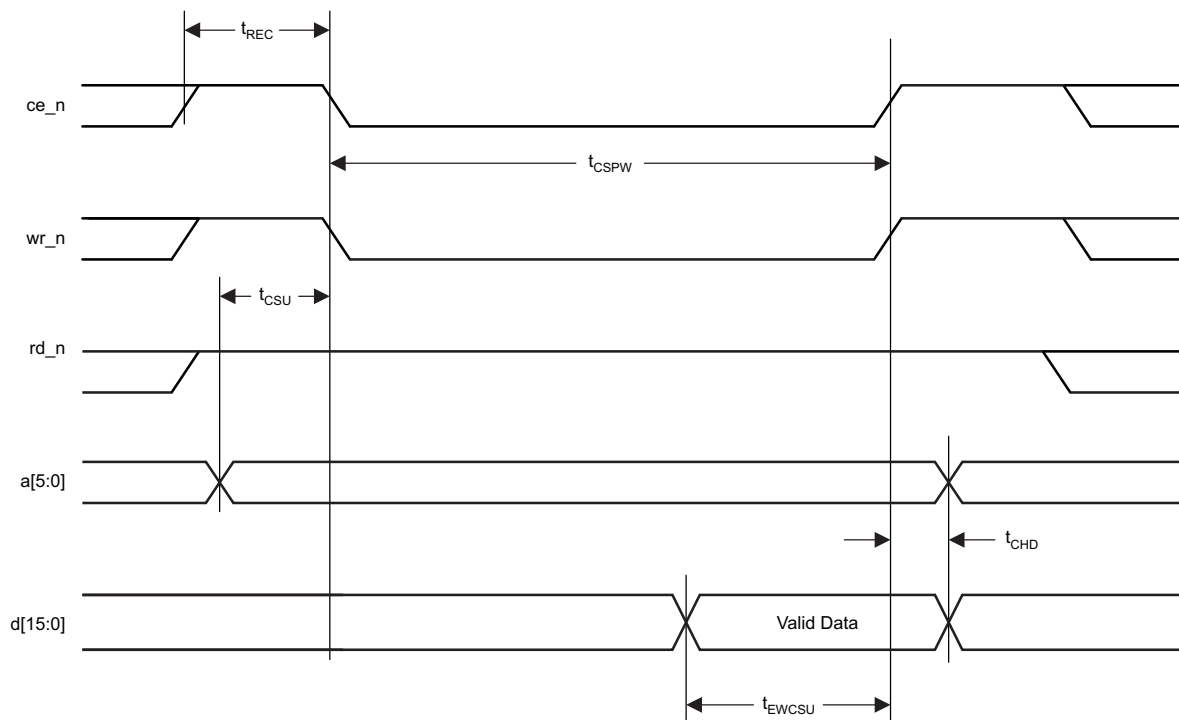 tREC
ce_n
tCSPW
wr_n
tCSU
rd_n
a[5:0]
tCHD
d[15:0]
Valid Data
tEWCSU